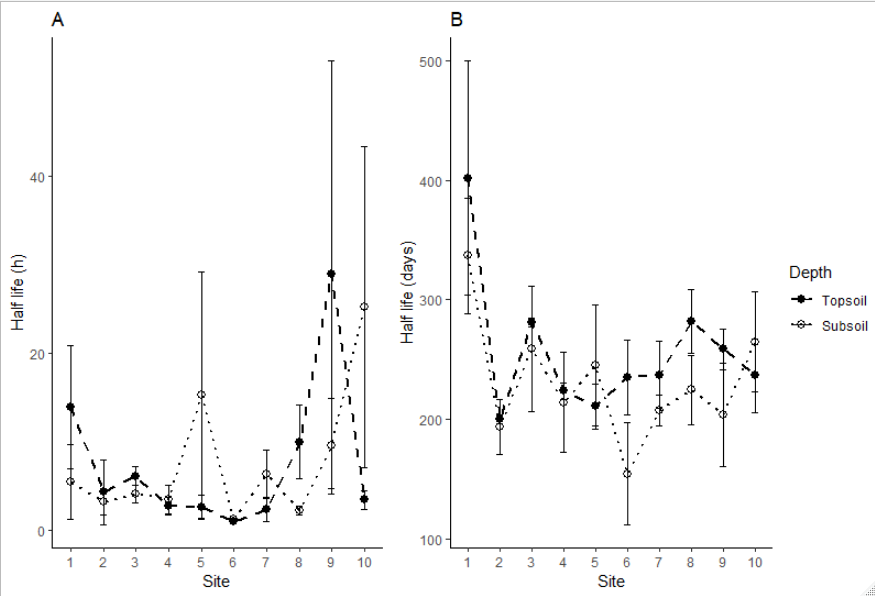 A
B
Half life (h)
40
20
0
1 2 3 4 5 6 7 8 9 10
Site
Half life (days)
500
400
300
200
100
1 2 3 4 5 6 7 8 9 10
Site
Depth
Topsoil
Subsoil